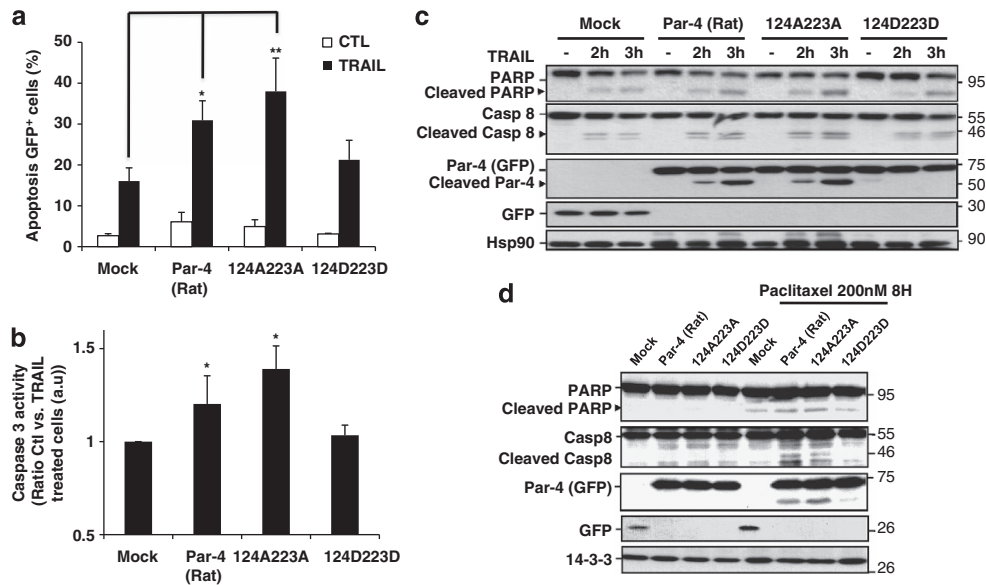 a
Apoptosis GFP+ cells (%)
50
40
30
20
10
0
CTL
TRAIL
*
**
Mock Par-4 (Rat) 124A223A 124D223D
b
Caspase 3 activity
(Ratio Ctl vs. TRAIL
treated cells (a.u))
1.5
1
0.5
*
*
Mock Par-4 (Rat) 124A223A 124D223D
c
Mock Par-4 (Rat) 124A223A 124D223D
TRAIL - 2h 3h - 2h 3h - 2h 3h - 2h 3h
PARP
95
Cleaved PARP
Casp 8
55
Cleaved Casp 8
46
Par-4 (GFP)
75
Cleaved Par-4
50
GFP
30
Hsp90
90
d
Paclitaxel 200nM 8H
Mock Par-4 (Rat) 124A223A 124D223D Mock Par-4 (Rat) 124A223A 124D223D
PARP
95
Cleaved PARP
Casp8
55
Cleaved Casp8
46
Par-4 (GFP)
75
GFP
26
14-3-3
26